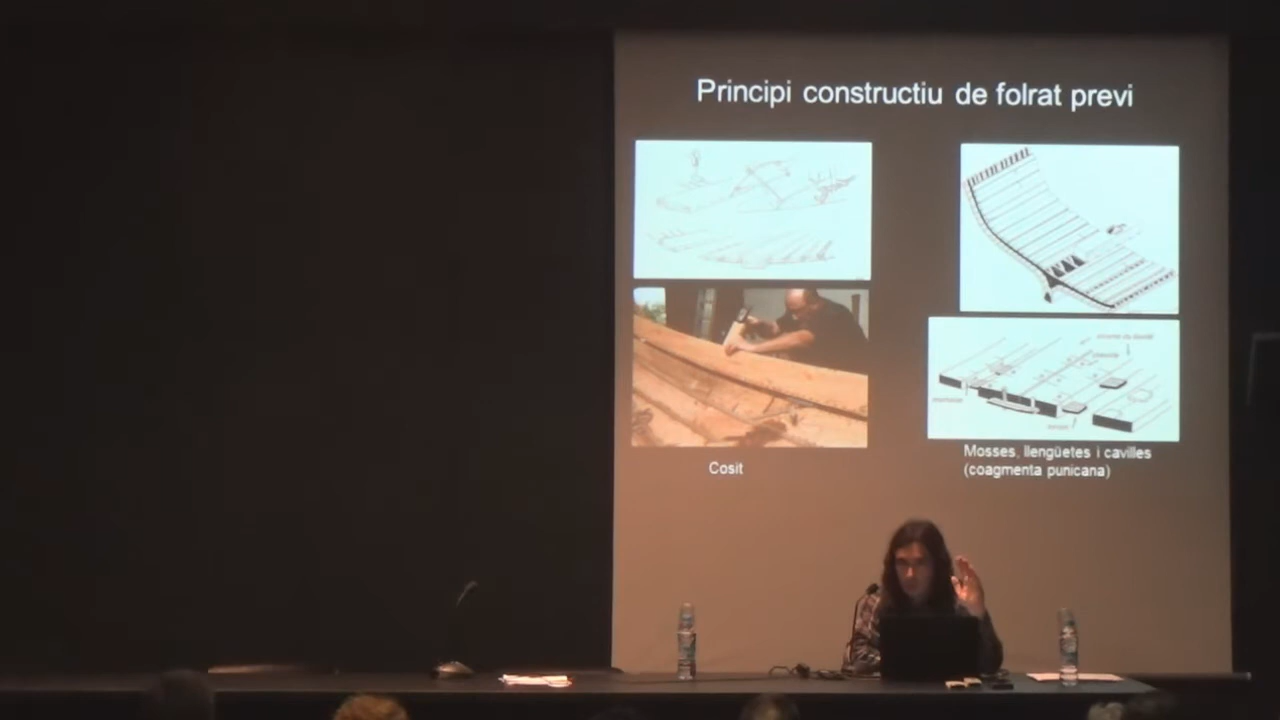 Principi constructiu de folrat previ
Cosit
Mosses, llengüetes i cavilles
(coagmenta punicana)